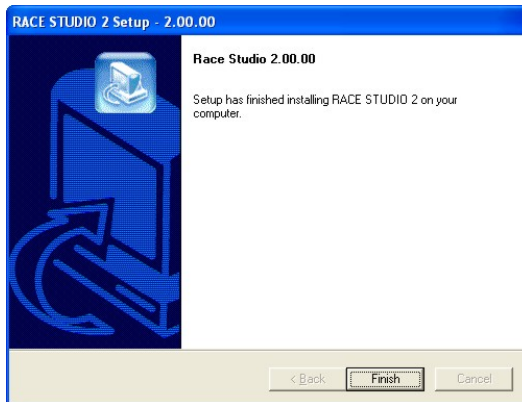 RACE STUDIO 2 Setup - 2.00.00
Race Studio 2.00.00
Setup has finished installing RACE STUDIO 2 on your
computer.
< Back
Finish
Cancel